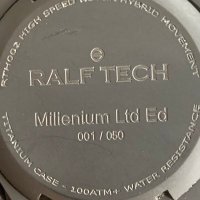 RTH002 HIGH SPEED HYBRID MOVEMENT
RALF TECH
Millenium Ltd Ed
001 / 050
TITANIUM CASE - 100ATM+ WATER RESISTANCE